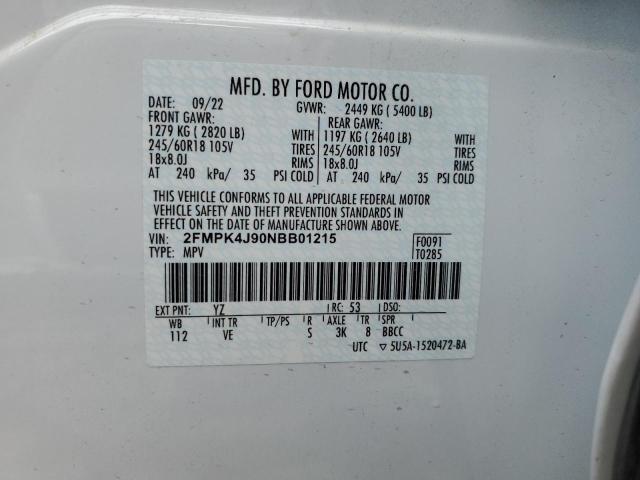 MFD. BY FORD MOTOR CO.
DATE: 09/22 GVWR: 2449 KG ( 5400 LB)
FRONT GAWR: REAR GAWR:
1279 KG ( 2820 LB) WITH 1197 KG ( 2640 LB) WITH
245/60R18 105V TIRES 245/60R18 105V TIRES
18x8.0J RIMS 18x8.0J RIMS
AT 240 kPa/ 35 PSI COLD AT 240 kPa/ 35 PSI COLD
THIS VEHICLE CONFORMS TO ALL APPLICABLE FEDERAL MOTOR
VEHICLE SAFETY AND THEFT PREVENTION STANDARDS IN
EFFECT ON THE DATE OF MANUFACTURE SHOWN ABOVE.
VIN: 2FMPK4J90NBB01215 F0091
TYPE: MPV T0285
EXT PNT: YZ RC: 53 DSO:
WB INT TR TP/PS R AXLE TR SPR
112 VE S 3K 8 BBCC
UTC ▽ 5U5A-1520472-BA